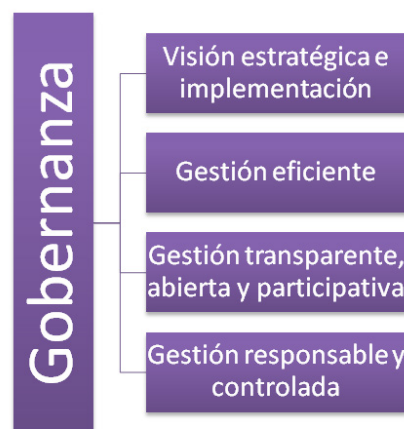 Gobernanza
Visión estratégica e
implementación
Gestión eficiente
Gestión transparente,
abierta y participativa
Gestión responsable y
controlada